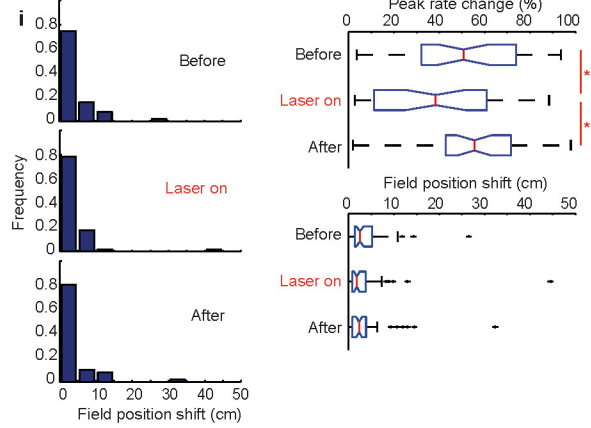 i
0.8
0.6
0.4
0.2
0
Before
0.8
0.6
0.4
0.2
0
Laser on
0.8
0.6
0.4
0.2
0
After
Frequency
0 10 20 30 40 50
Field position shift (cm)
Peak rate change (%)
0 20 40 60 80 100
Before
Laser on
After
*
*
Field position shift (cm)
0 10 20 30 40 50
Before
Laser on
After